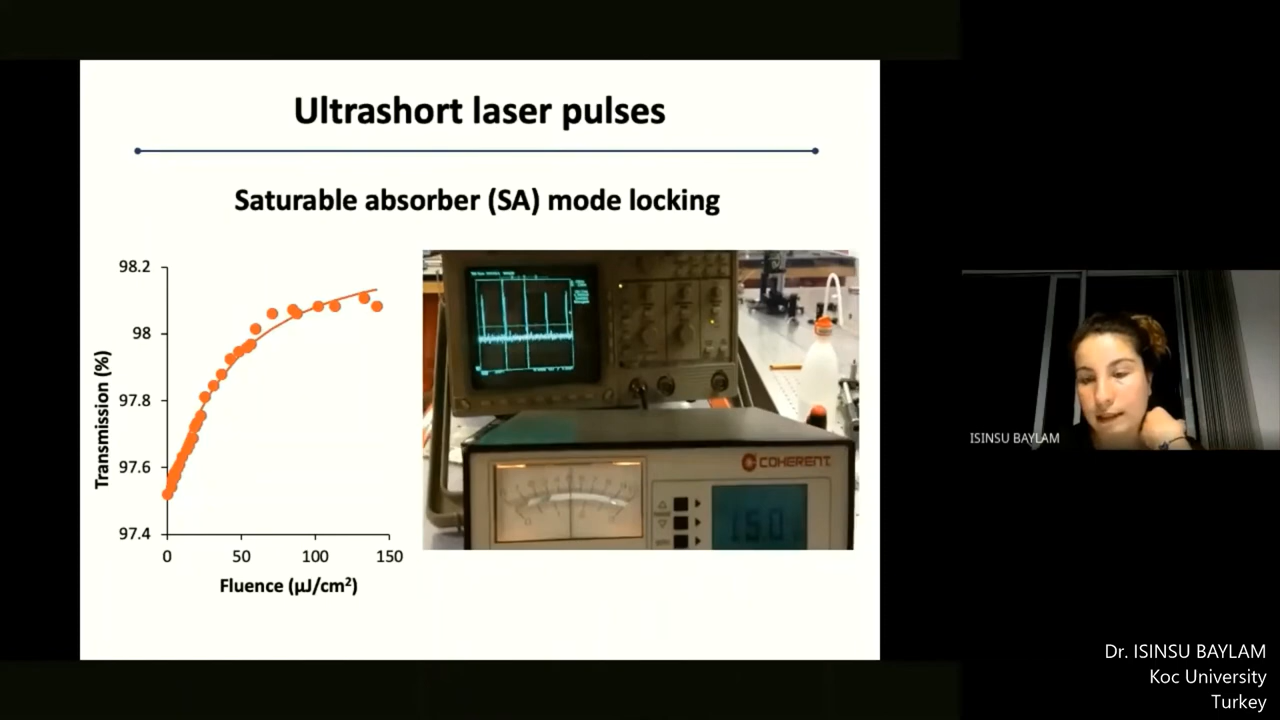 Ultrashort laser pulses
Saturable absorber (SA) mode locking
98.2
98
97.8
97.6
97.4
Transmission (%)
0 50 100 150
Fluence (µJ/cm²)
COHERENT
15.0
ISINSU BAYLAM
Dr. ISINSU BAYLAM
Koc University
Turkey